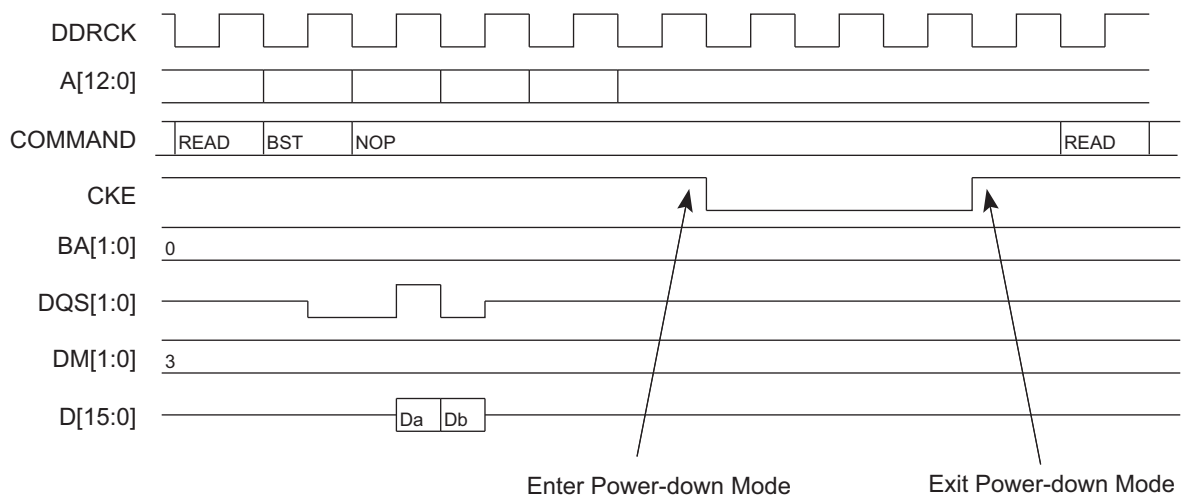 DDRCK
A[12:0]
COMMAND READ BST NOP READ
CKE
BA[1:0] 0
DQS[1:0]
DM[1:0] 3
D[15:0] Da Db
Enter Power-down Mode Exit Power-down Mode